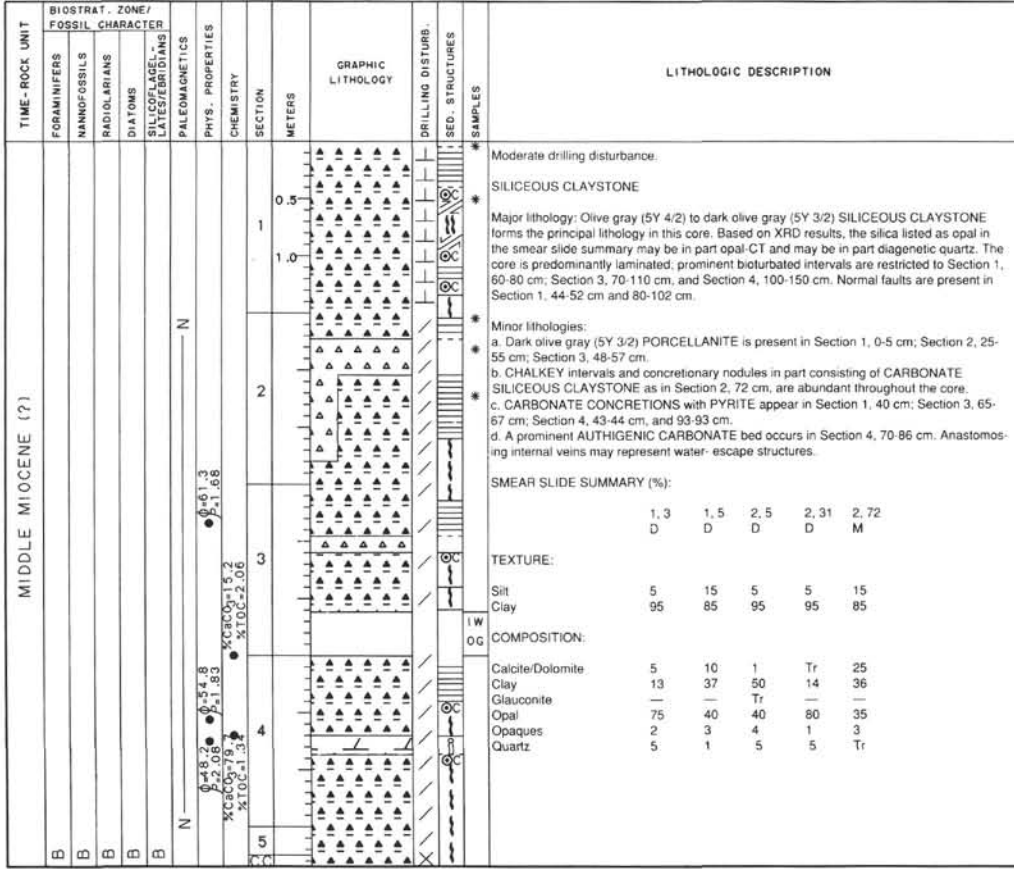 TIME-ROCK UNIT
BIOSTRAT. ZONE/
FOSSIL CHARACTER
FORAMINIFERS
NANNOFOSSILS
RADIOLARIANS
DIATOMS
SILICOFLAGEL-
LATES/EBRIDIANS
PALEOMAGNETICS
PHYS. PROPERTIES
CHEMISTRY
SECTION
METERS
GRAPHIC
LITHOLOGY
DRILLING DISTURB.
SED. STRUCTURES
SAMPLES
LITHOLOGIC DESCRIPTION
MIDDLE MIOCENE (?)
B
B
B
B
B
N
N
Φ=61.3
ρ=1.68
Φ=54.8
ρ=1.83
Φ=48.2
ρ=2.08
%CaCO3=15.2
%TOC=2.06
%CaCO3=79.7
%TOC=1.34
1
2
3
4
5
CC
0.5
1.0
C
C
C
C
C
C
*
*
*
*
*
IW
OG
Moderate drilling disturbance.
SILICEOUS CLAYSTONE
Major lithology: Olive gray (5Y 4/2) to dark olive gray (5Y 3/2) SILICEOUS CLAYSTONE
forms the principal lithology in this core. Based on XRD results, the silica listed as opal in
the smear slide summary may be in part opal-CT and may be in part diagenetic quartz. The
core is predominantly laminated; prominent bioturbated intervals are restricted to Section 1,
60-80 cm; Section 3, 70-110 cm, and Section 4, 100-150 cm. Normal faults are present in
Section 1, 44-52 cm and 80-102 cm.
Minor lithologies:
a. Dark olive gray (5Y 3/2) PORCELLANITE is present in Section 1, 0-5 cm; Section 2, 25-
55 cm; Section 3, 48-57 cm.
b. CHALKEY intervals and concretionary nodules in part consisting of CARBONATE
SILICEOUS CLAYSTONE as in Section 2, 72 cm, are abundant throughout the core.
c. CARBONATE CONCRETIONS with PYRITE appear in Section 1, 40 cm; Section 3, 65-
67 cm; Section 4, 43-44 cm, and 93-93 cm.
d. A prominent AUTHIGENIC CARBONATE bed occurs in Section 4, 70-86 cm. Anastomos-
ing internal veins may represent water- escape structures.
SMEAR SLIDE SUMMARY (%):
1, 3 1, 5 2, 5 2, 31 2, 72
D D D D M
TEXTURE:
Silt 5 15 5 5 15
Clay 95 85 95 95 85
COMPOSITION:
Calcite/Dolomite 5 10 1 Tr 25
Clay 13 37 50 14 36
Glauconite — — Tr — —
Opal 75 40 40 80 35
Opaques 2 3 4 1 3
Quartz 5 1 5 5 Tr